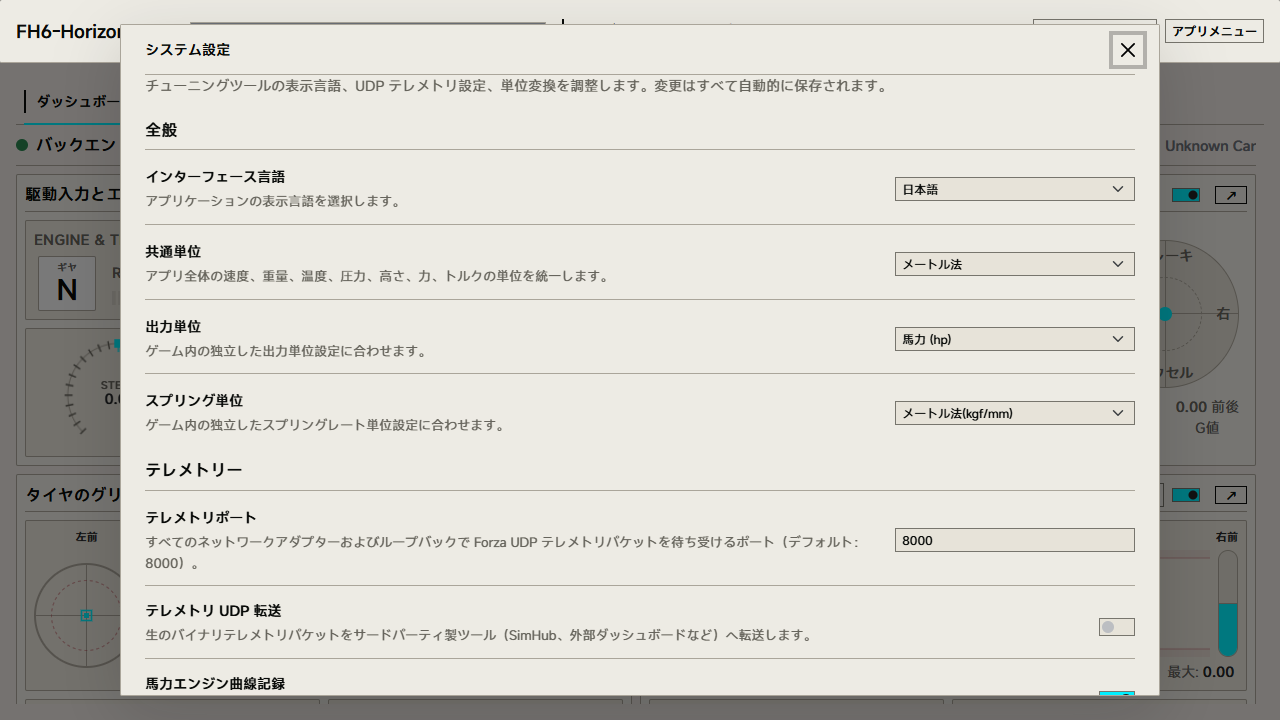 FH6-Horizon
アプリメニュー
システム設定
チューニングツールの表示言語、UDP テレメトリ設定、単位変換を調整します。変更はすべて自動的に保存されます。
ダッシュボー
バックエン
Unknown Car
全般
インターフェース言語
アプリケーションの表示言語を選択します。
日本語
駆動入力とエ
共通単位
アプリ全体の速度、重量、温度、圧力、高さ、力、トルクの単位を統一します。
メートル法
ENGINE & T
ギヤ
N
R
ーキ
右
出力単位
ゲーム内の独立した出力単位設定に合わせます。
馬力 (hp)
STE
0.0
セル
0.00 前後
G値
スプリング単位
ゲーム内の独立したスプリングレート単位設定に合わせます。
メートル法(kgf/mm)
テレメトリー
タイヤのグリ
テレメトリポート
すべてのネットワークアダプターおよびループバックで Forza UDP テレメトリパケットを待ち受けるポート（デフォルト:
8000）。
8000
左前
右前
テレメトリ UDP 転送
生のバイナリテレメトリパケットをサードパーティ製ツール（SimHub、外部ダッシュボードなど）へ転送します。
最大: 0.00
馬力エンジン曲線記録